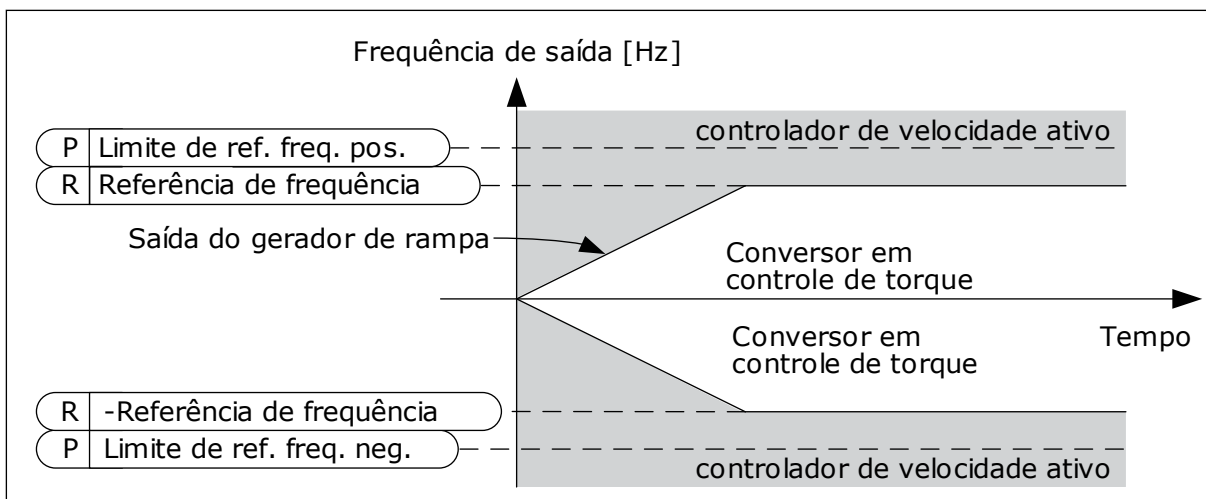 Frequência de saída [Hz]
controlador de velocidade ativo
P Limite de ref. freq. pos.
R Referência de frequência
Saída do gerador de rampa
Conversor em
controle de torque
Conversor em
controle de torque
Tempo
R -Referência de frequência
P Limite de ref. freq. neg.
controlador de velocidade ativo